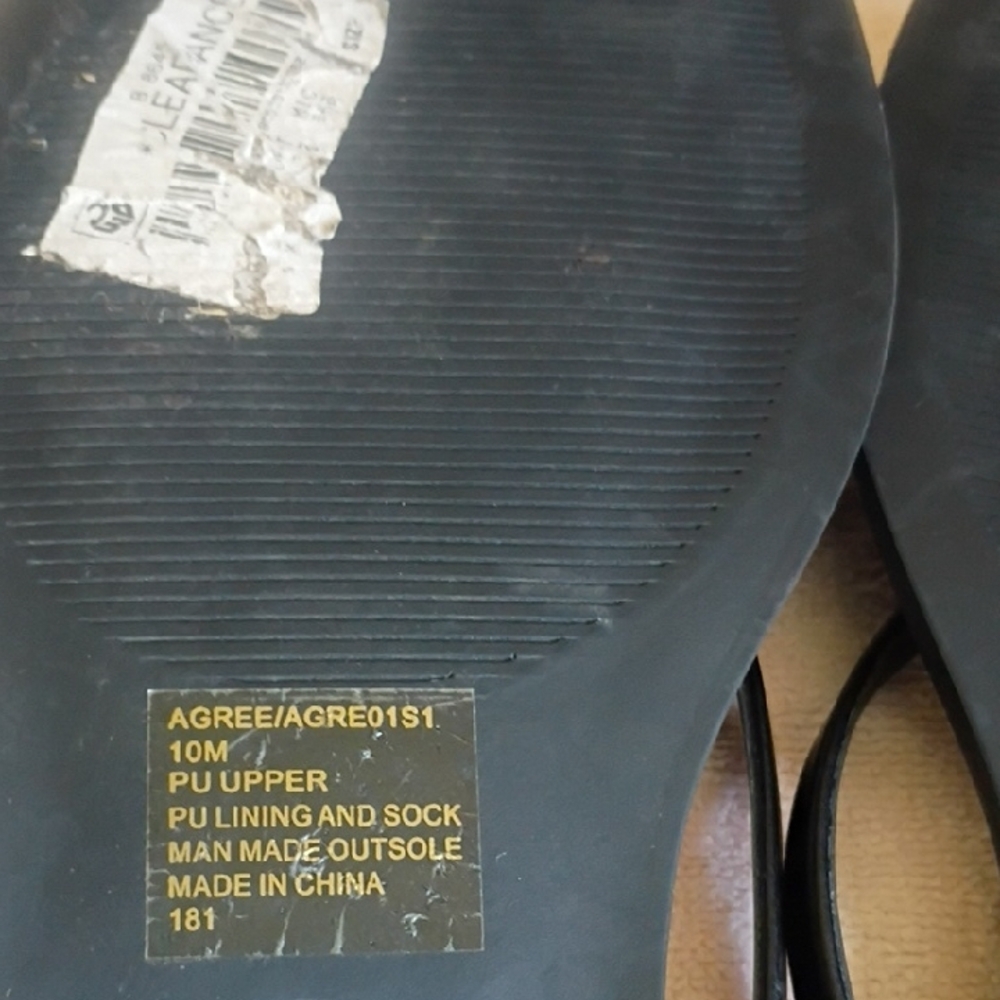 AGREE/AGRE01S1
10M
PU UPPER
PU LINING AND SOCK
MAN MADE OUTSOLE
MADE IN CHINA
181